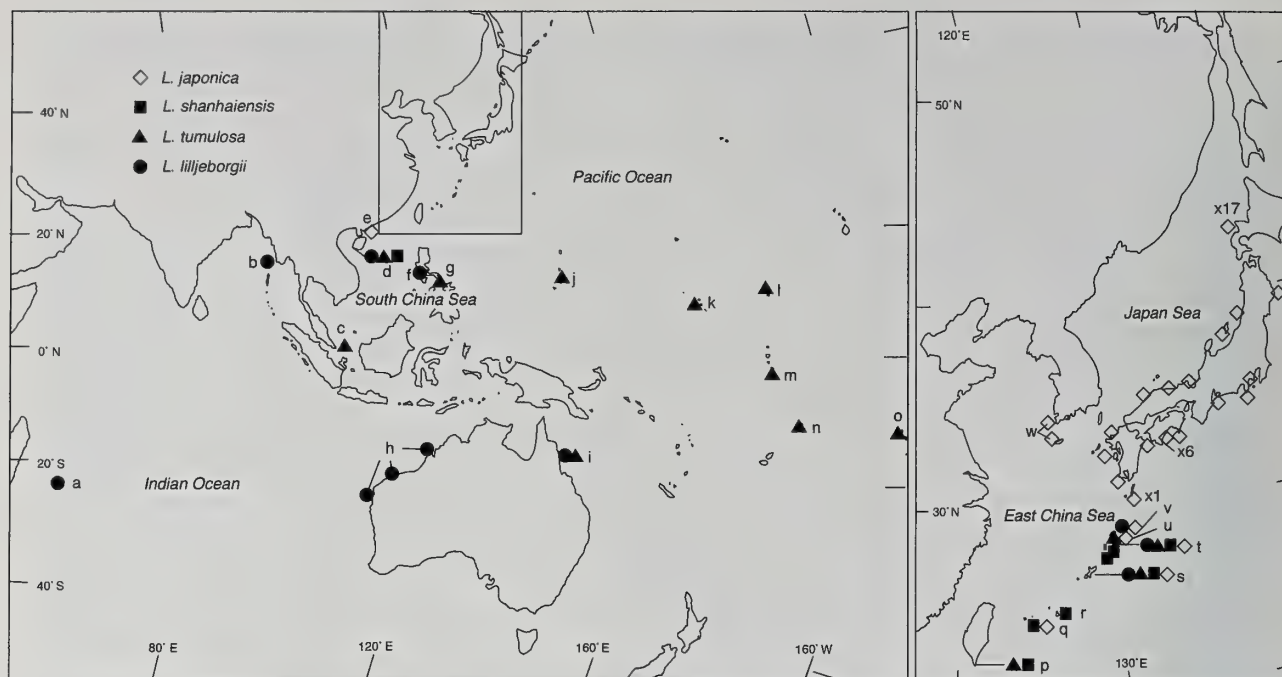 L. japonica
L. shanhaiensis
L. tumulosa
L. lilljeborgii
40° N
20° N
0° N
20° S
40° S
80° E
120° E
160° E
160° W
Pacific Ocean
South China Sea
Indian Ocean
a
b
c
d
e
f
g
h
i
j
k
l
m
n
o
120°E
50°N
x17
Japan Sea
w
x6
x1
30°N
East China Sea
v
u
t
s
r
q
p
130°E